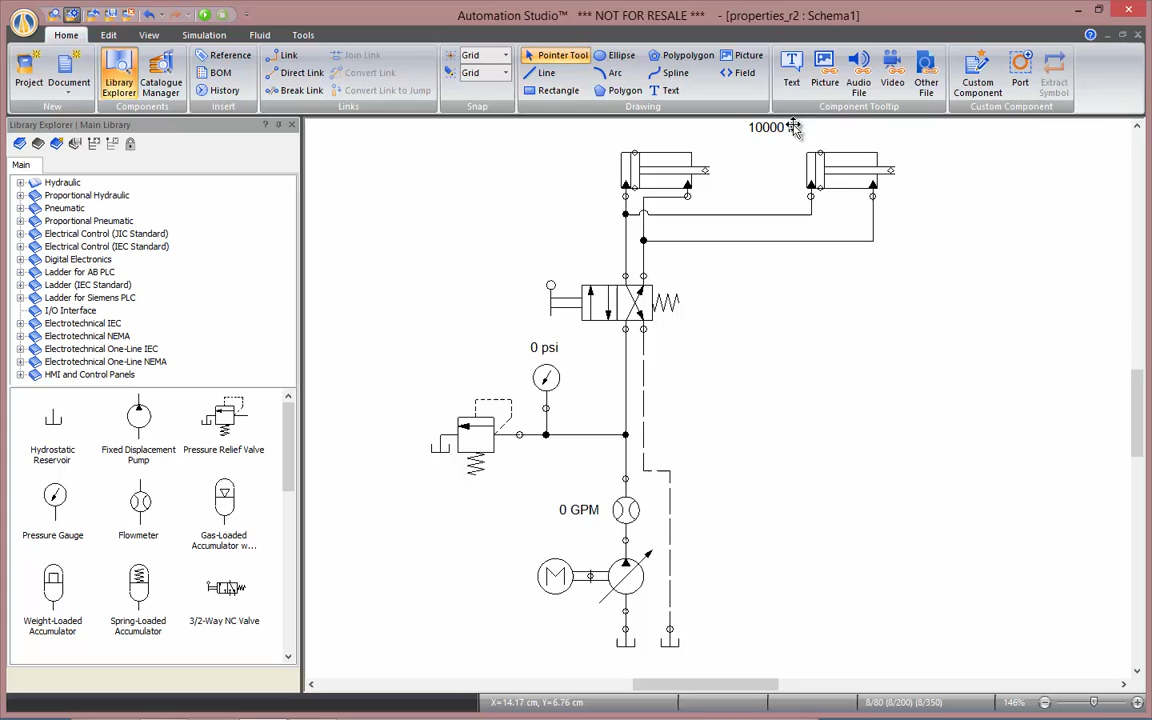 Automation Studio™ *** NOT FOR RESALE *** - [properties_r2 : Schema1]
Home Edit View Simulation Fluid Tools
Project Document Library Explorer Catalogue Manager
New Components
Reference
BOM
History
Insert
Link Join Link
Direct Link Convert Link
Break Link Convert Link to Jump
Links
Grid
Grid
Snap
Pointer Tool Ellipse Polypolygon Picture
Line Arc Spline Field
Rectangle Polygon Text
Drawing
Text Picture Audio File Video Other File
Component Tooltip
Custom Component Port Extract Symbol
Custom Component
Library Explorer | Main Library
Main
Hydraulic
Proportional Hydraulic
Pneumatic
Proportional Pneumatic
Electrical Control (JIC Standard)
Electrical Control (IEC Standard)
Digital Electronics
Ladder for AB PLC
Ladder (IEC Standard)
Ladder for Siemens PLC
I/O Interface
Electrotechnical IEC
Electrotechnical NEMA
Electrotechnical One-Line IEC
Electrotechnical One-Line NEMA
HMI and Control Panels
Hydrostatic Reservoir
Fixed Displacement Pump
Pressure Relief Valve
Pressure Gauge
Flowmeter
Gas-Loaded Accumulator w...
Weight-Loaded Accumulator
Spring-Loaded Accumulator
3/2-Way NC Valve
10000
0 psi
0 GPM
M
X=14.17 cm, Y=6.76 cm
8/80 (8/200) (8/350)
146%